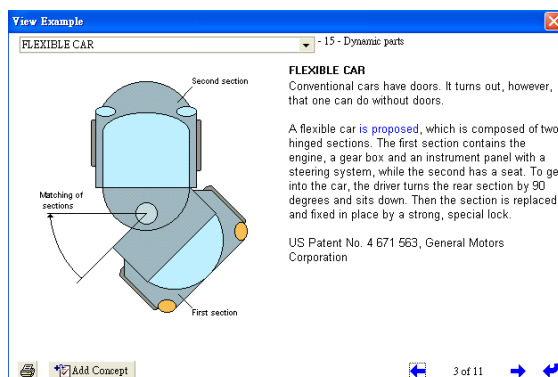 View Example
FLEXIBLE CAR - 15 - Dynamic parts
Second section
Matching of
sections
First section
FLEXIBLE CAR
Conventional cars have doors. It turns out, however,
that one can do without doors.
A flexible car is proposed, which is composed of two
hinged sections. The first section contains the
engine, a gear box and an instrument panel with a
steering system, while the second has a seat. To ge
into the car, the driver turns the rear section by 90
degrees and sits down. Then the section is replaced
and fixed in place by a strong, special lock.
US Patent No. 4 671 563, General Motors
Corporation
Add Concept
3 of 11